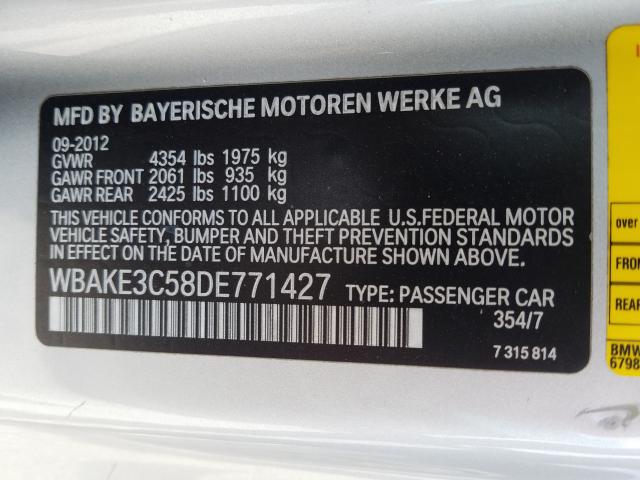 MFD BY BAYERISCHE MOTOREN WERKE AG
09-2012
GVWR 4354 lbs 1975 kg
GAWR FRONT 2061 lbs 935 kg
GAWR REAR 2425 lbs 1100 kg
THIS VEHICLE CONFORMS TO ALL APPLICABLE U.S.FEDERAL MOTOR
VEHICLE SAFETY, BUMPER AND THEFT PREVENTION STANDARDS
IN EFFECT ON THE DATE OF MANUFACTURE SHOWN ABOVE.
WBAKE3C58DE771427 TYPE: PASSENGER CAR
354/7
7 315 814
over
FRON
REAR
BMW
6798